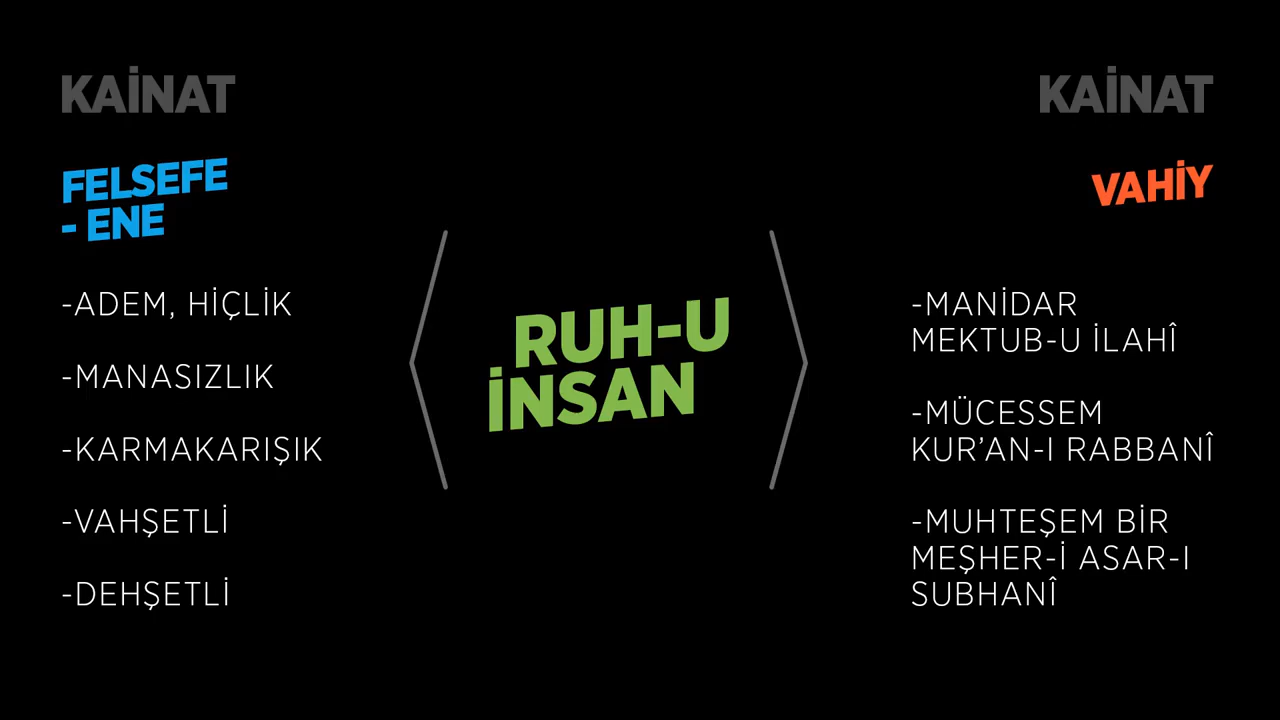 KAİNAT
FELSEFE
- ENE
-ADEM, HİÇLİK
-MANASIZLIK
-KARMAKARIŞIK
-VAHŞETLİ
-DEHŞETLİ
RUH-U
İNSAN
KAİNAT
VAHİY
-MANİDAR
MEKTUB-U İLAHÎ
-MÜCESSEM
KUR’AN-I RABBANÎ
-MUHTEŞEM BİR
MEŞHER-İ ASAR-I
SUBHANÎ